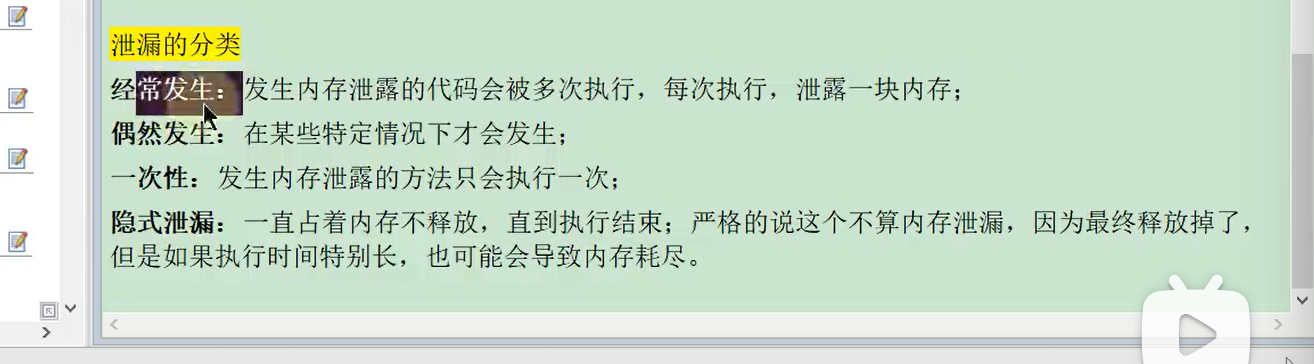 泄漏的分类
经常发生：发生内存泄露的代码会被多次执行，每次执行，泄露一块内存；
偶然发生：在某些特定情况下才会发生；
一次性：发生内存泄露的方法只会执行一次；
隐式泄漏：一直占着内存不释放，直到执行结束；严格的说这个不算内存泄漏，因为最终释放掉了，
但是如果执行时间特别长，也可能会导致内存耗尽。